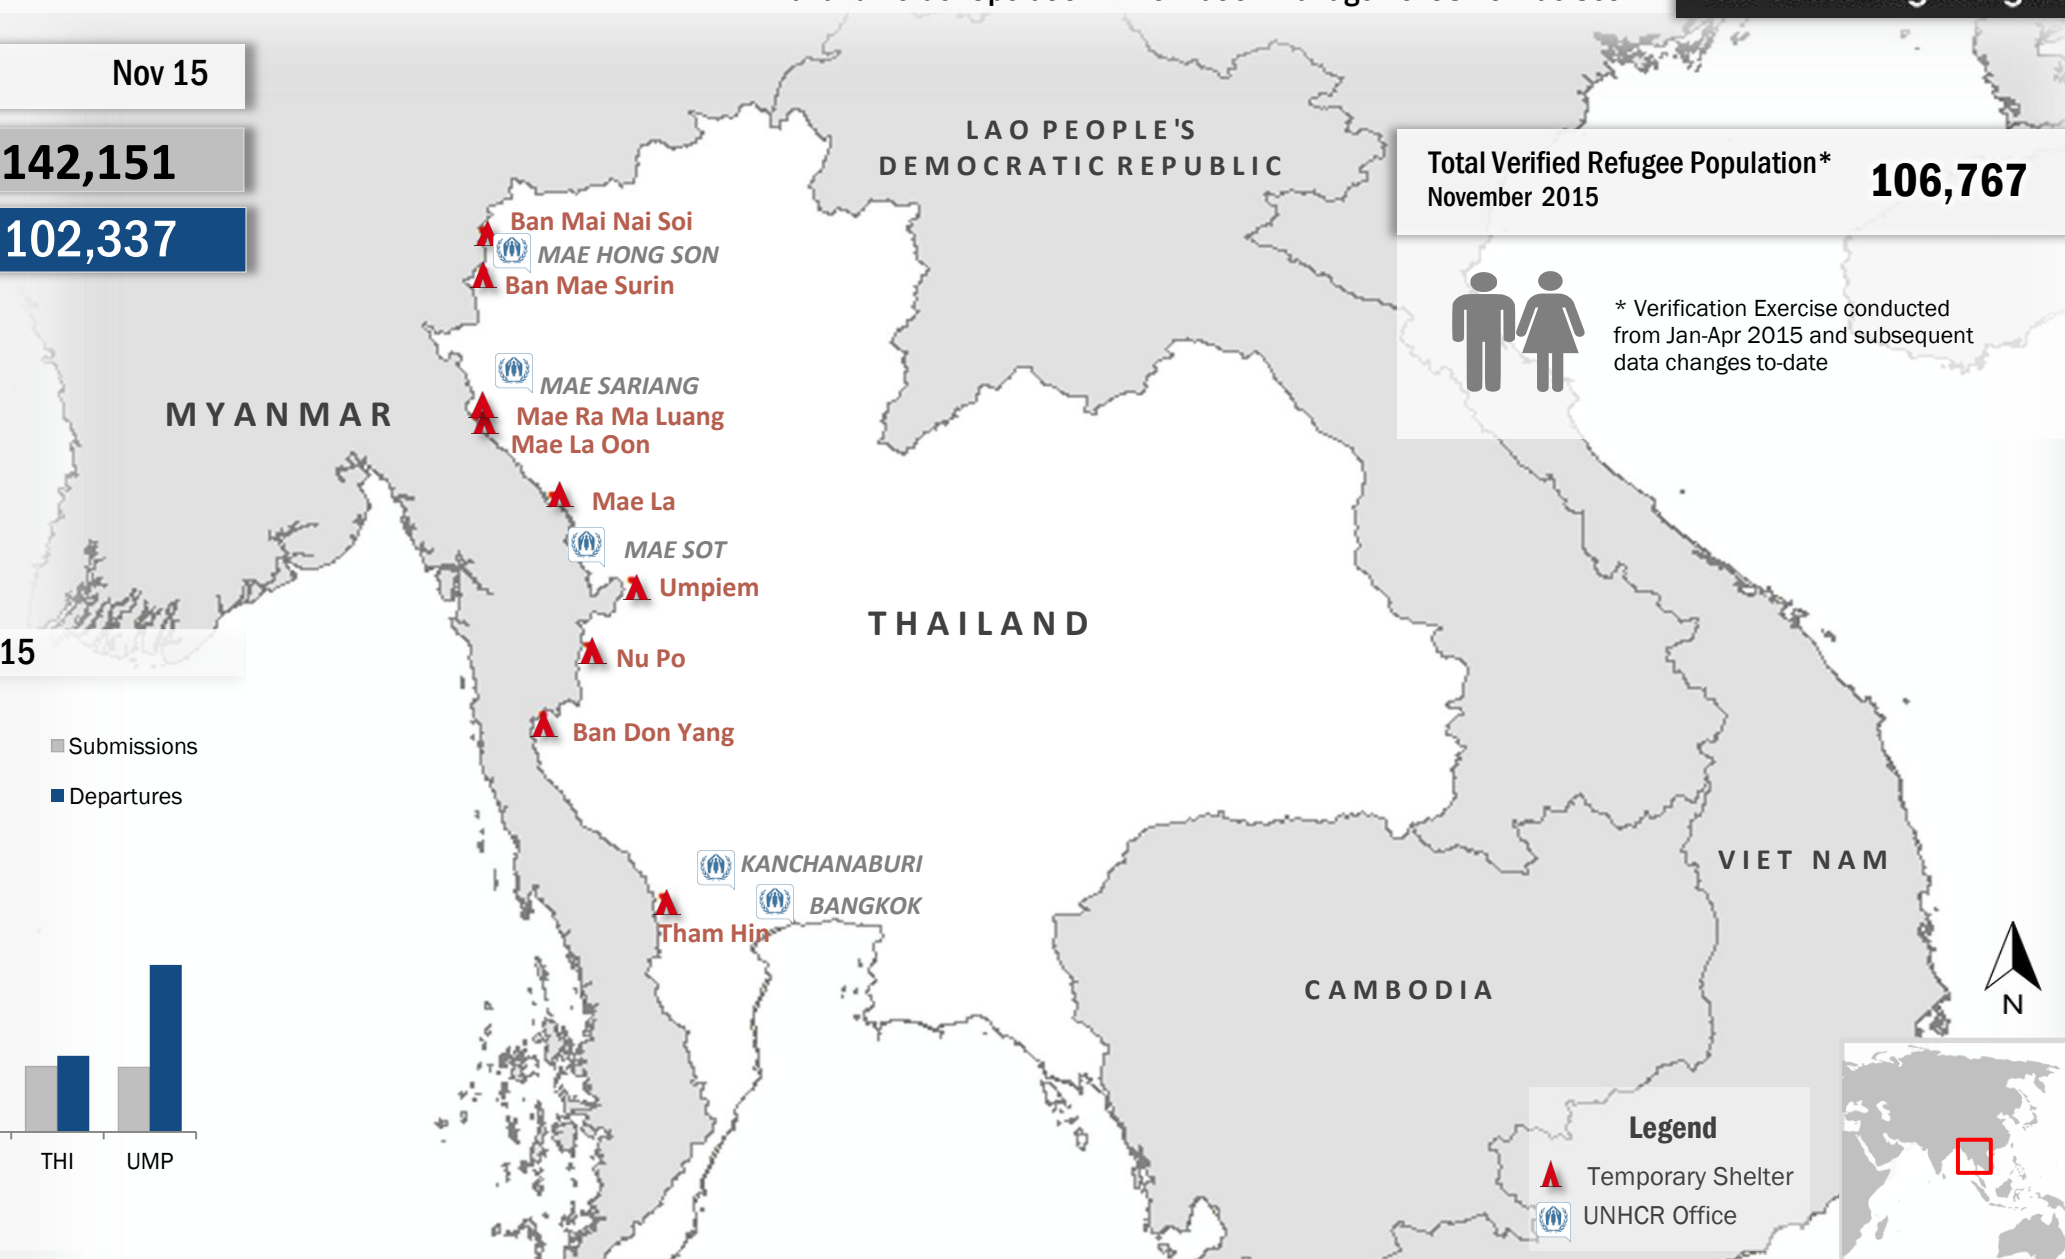 Nov 15
142,151
102,337
LAO PEOPLE'S
DEMOCRATIC REPUBLIC
Total Verified Refugee Population*
November 2015
106,767
* Verification Exercise conducted
from Jan-Apr 2015 and subsequent
data changes to-date
Ban Mai Nai Soi
MAE HONG SON
Ban Mae Surin
MAE SARIANG
MYANMAR
Mae Ra Ma Luang
Mae La Oon
Mae La
MAE SOT
Umpiem
THAILAND
15
Nu Po
Ban Don Yang
Submissions
Departures
KANCHANABURI
BANGKOK
Tham Hin
VIET NAM
CAMBODIA
N
THI
UMP
Legend
Temporary Shelter
UNHCR Office